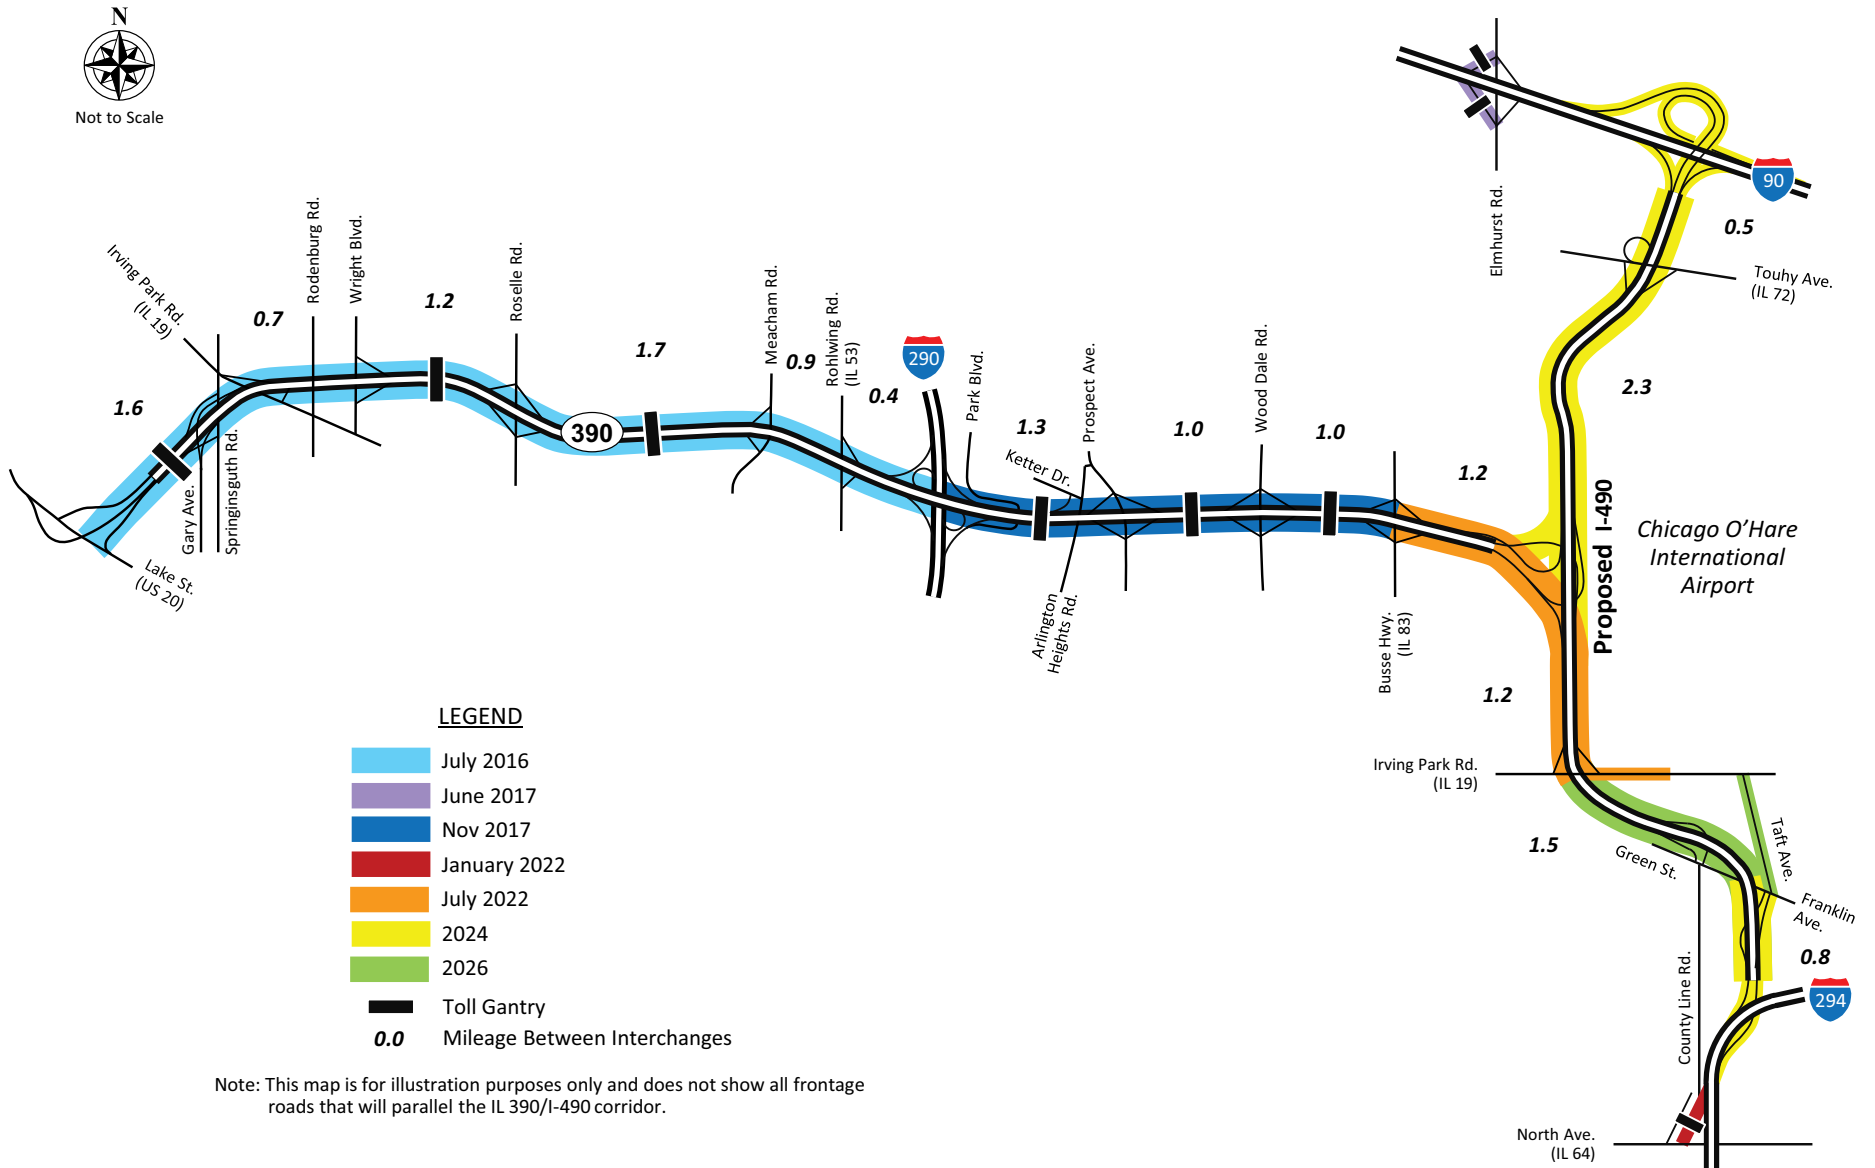 N
Not to Scale
Irving Park Rd.
(IL 19)
0.7
Rodenburg Rd.
Wright Blvd.
1.2
Roselle Rd.
1.7
Meacham Rd.
0.9
Rohlwing Rd.
(IL 53)
0.4
290
Park Blvd.
1.3
Ketter Dr.
Prospect Ave.
1.0
Wood Dale Rd.
1.0
1.2
Elmhurst Rd.
90
0.5
Touhy Ave.
(IL 72)
2.3
1.6
Gary Ave.
Springinsguth Rd.
Lake St.
(US 20)
390
Arlington
Heights Rd.
Busse Hwy.
(IL 83)
Proposed I-490
Chicago O'Hare
International
Airport
1.2
Irving Park Rd.
(IL 19)
1.5
Green St.
Taft Ave.
Franklin
Ave.
0.8
County Line Rd.
294
North Ave.
(IL 64)
LEGEND
July 2016
June 2017
Nov 2017
January 2022
July 2022
2024
2026
Toll Gantry
0.0 Mileage Between Interchanges
Note: This map is for illustration purposes only and does not show all frontage
roads that will parallel the IL 390/I-490 corridor.